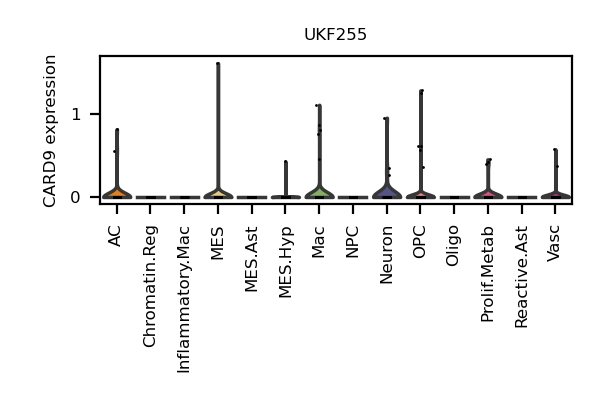 UKF255
CARD9 expression
1
0
AC
Chromatin.Reg
Inflammatory.Mac
MES
MES.Ast
MES.Hyp
Mac
NPC
Neuron
OPC
Oligo
Prolif.Metab
Reactive.Ast
Vasc